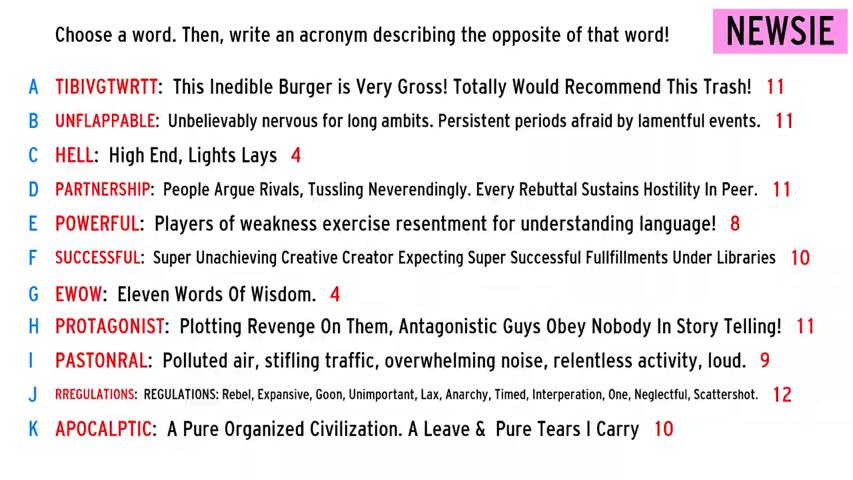 Choose a word. Then, write an acronym describing the opposite of that word!
NEWSIE
A TIBIVGTWRTT: This Inedible Burger is Very Gross! Totally Would Recommend This Trash! 11
B UNFLAPPABLE: Unbelievably nervous for long ambits. Persistent periods afraid by lamentful events. 11
C HELL: High End, Lights Lays 4
D PARTNERSHIP: People Argue Rivals, Tussling Neverendingly. Every Rebuttal Sustains Hostility In Peer. 11
E POWERFUL: Players of weakness exercise resentment for understanding language! 8
F SUCCESSFUL: Super Unachieving Creative Creator Expecting Super Successful Fullfillments Under Libraries 10
G EWOW: Eleven Words Of Wisdom. 4
H PROTAGONIST: Plotting Revenge On Them, Antagonistic Guys Obey Nobody In Story Telling! 11
I PASTONRAL: Polluted air, stifling traffic, overwhelming noise, relentless activity, loud. 9
J RREGULATIONS: REGULATIONS: Rebel, Expansive, Goon, Unimportant, Lax, Anarchy, Timed, Interperation, One, Neglectful, Scattershot. 12
K APOCALPTIC: A Pure Organized Civilization. A Leave & Pure Tears I Carry 10